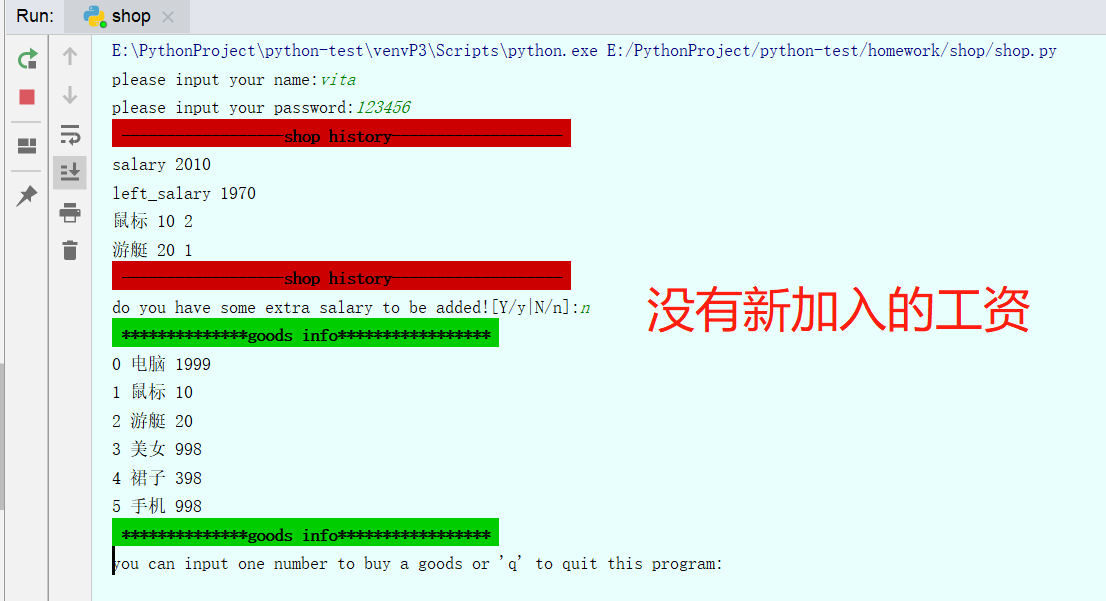 Run: shop
E:\PythonProject\python-test\venvP3\Scripts\python.exe E:/PythonProject/python-test/homework/shop/shop.py
please input your name:vita
please input your password:123456
------------------shop history-------------------
salary 2010
left_salary 1970
鼠标 10 2
游艇 20 1
------------------shop history-------------------
do you have some extra salary to be added![Y/y|N/n]:n
没有新加入的工资
**************goods info*****************
0 电脑 1999
1 鼠标 10
2 游艇 20
3 美女 998
4 裙子 398
5 手机 998
**************goods info*****************
you can input one number to buy a goods or 'q' to quit this program: